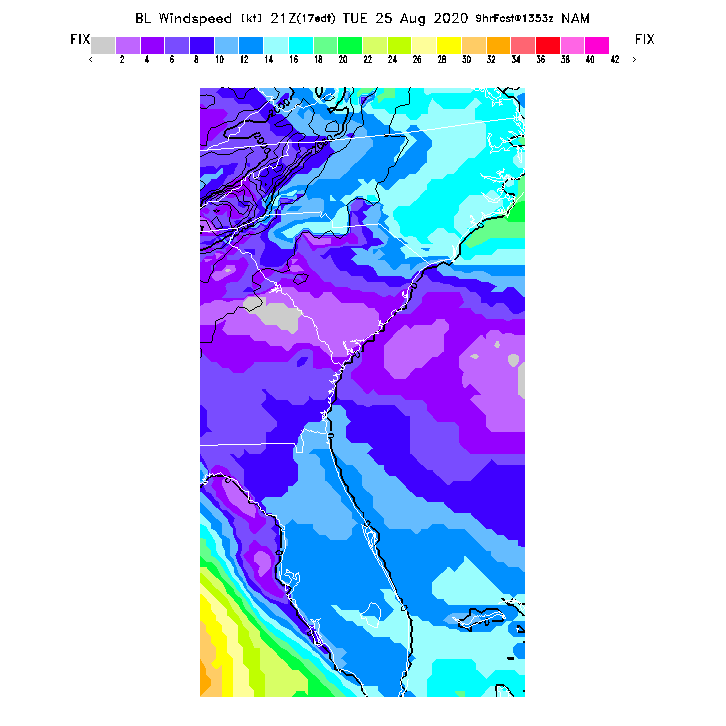 BL Windspeed [kt] 21Z(17edt) TUE 25 Aug 2020 9hrFcst@1353z NAM
FIX FIX
< 2 4 6 8 10 12 14 16 18 20 22 24 26 28 30 32 34 36 38 40 42 >